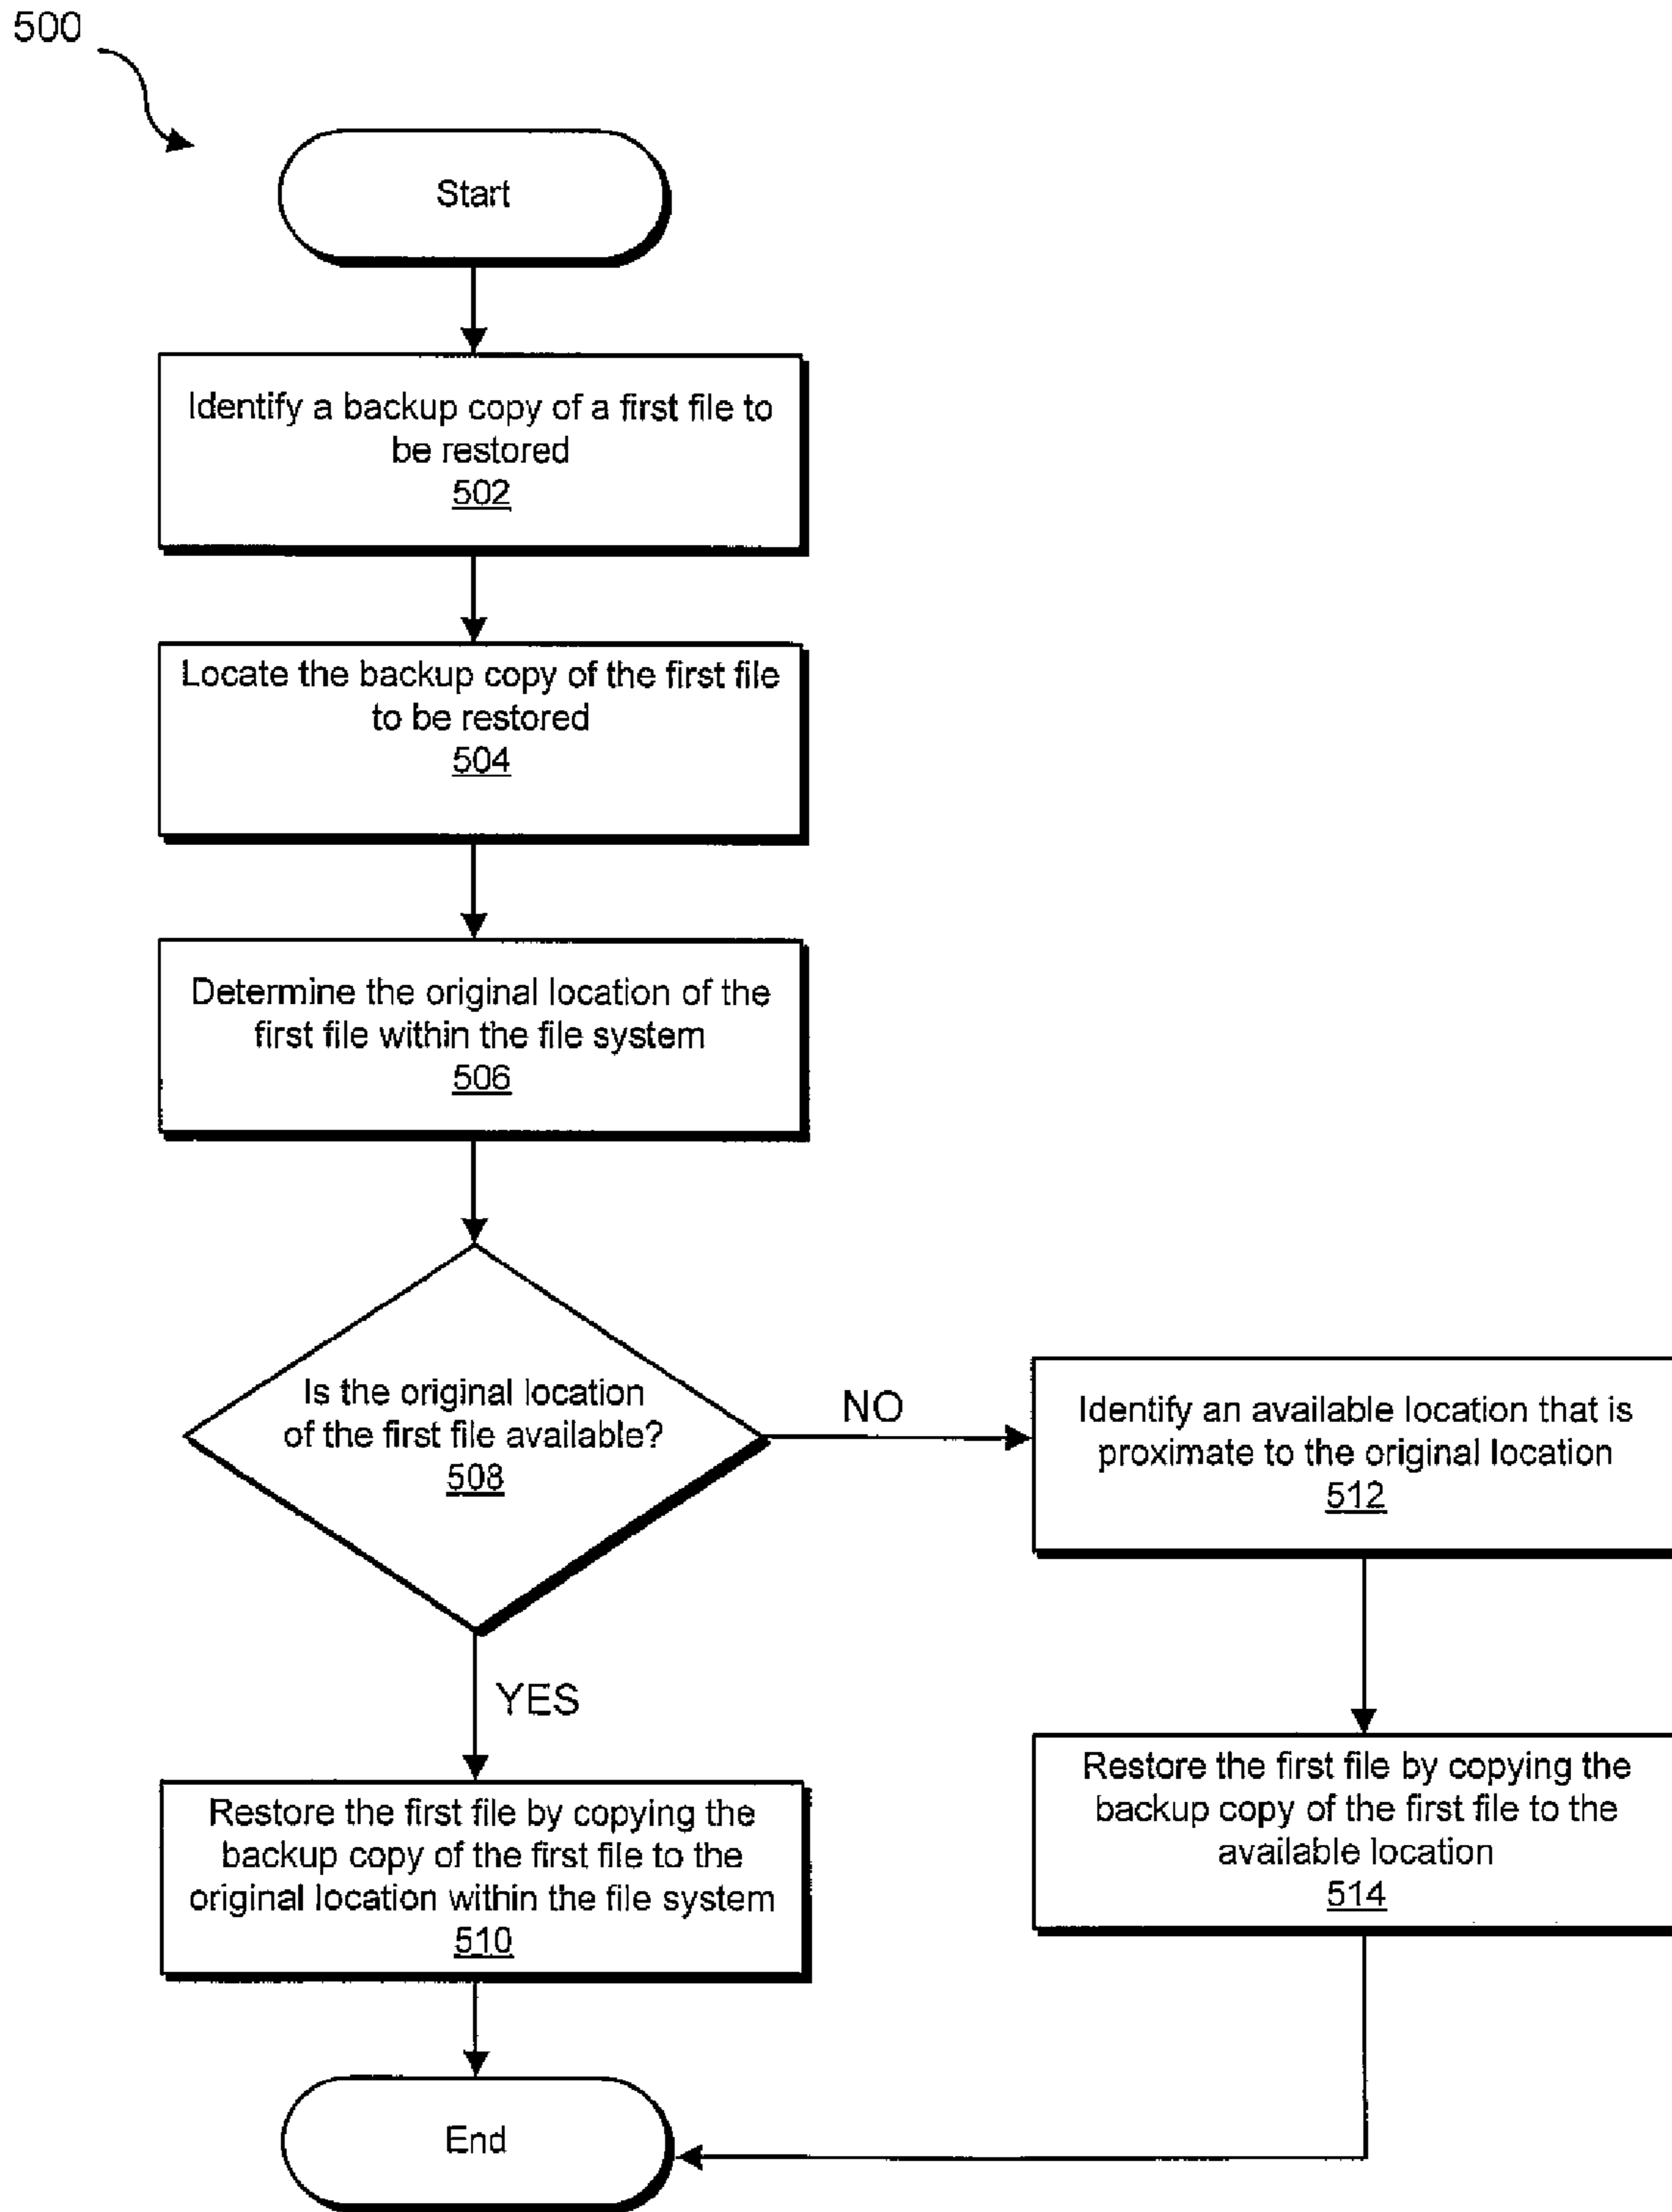 500
Start
Identify a backup copy of a first file to
be restored
502
Locate the backup copy of the first file
to be restored
504
Determine the original location of the
first file within the file system
506
Is the original location
of the first file available?
508
NO
Identify an available location that is
proximate to the original location
512
YES
Restore the first file by copying the
backup copy of the first file to the
original location within the file system
510
Restore the first file by copying the
backup copy of the first file to the
available location
514
End